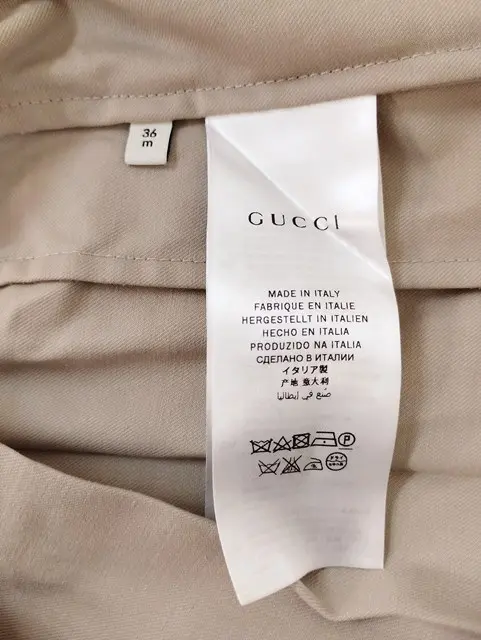 36
m
GUCCI
MADE IN ITALY
FABRIQUE EN ITALIE
HERGESTELLT IN ITALIEN
HECHO EN ITALIA
PRODUZIDO NA ITALIA
СДЕЛАНО В ИТАЛИИ
イタリア製
产地 意大利
صنع في إيطاليا
P